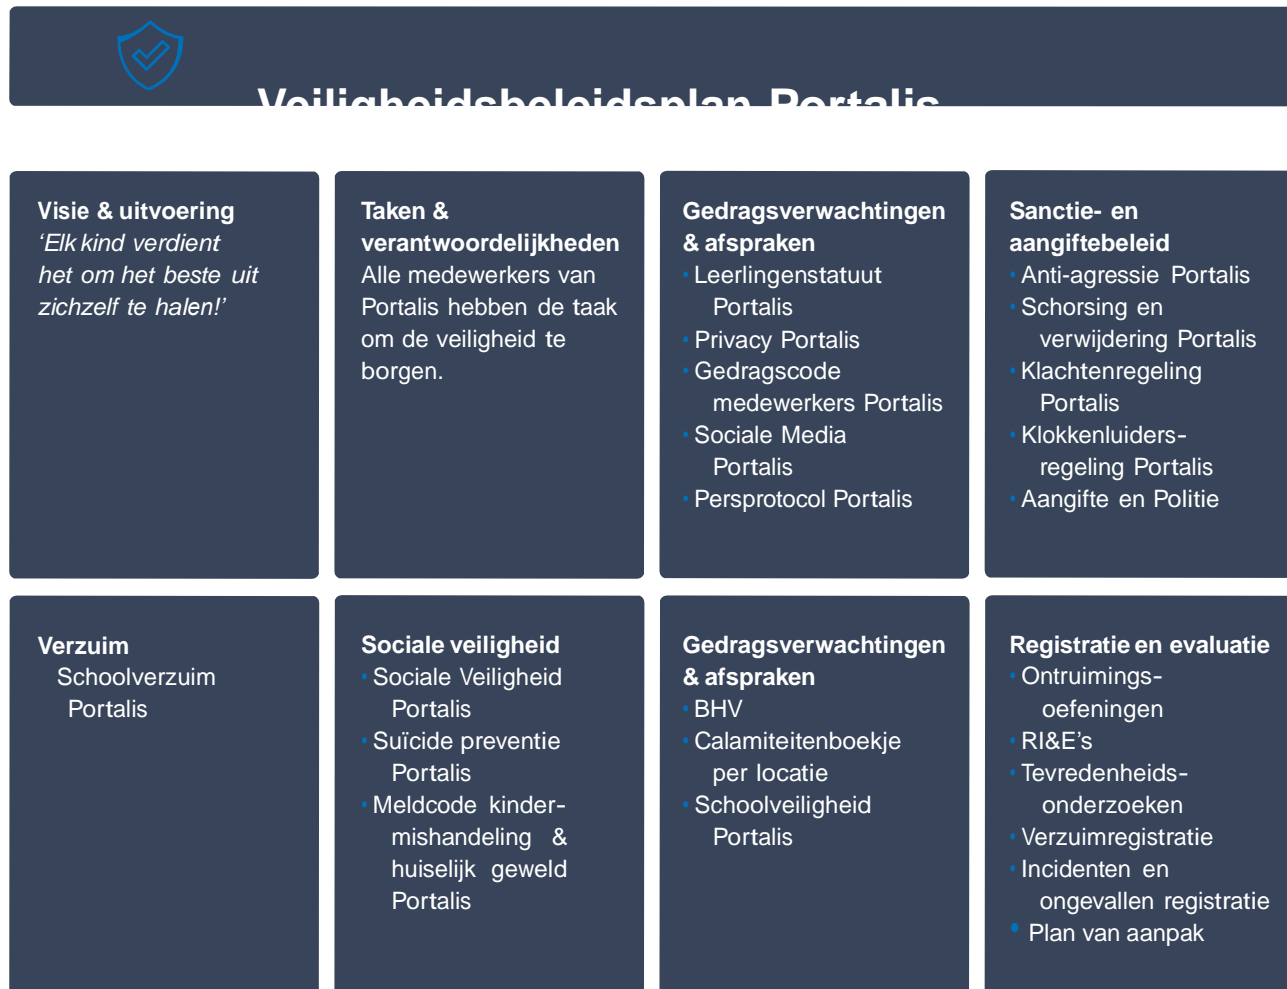 Veiligheidsbeleidsplan Portalis
Visie & uitvoering
‘Elk kind verdient
het om het beste uit
zichzelf te halen!’
Taken &
verantwoordelijkheden
Alle medewerkers van
Portalis hebben de taak
om de veiligheid te
borgen.
Gedragsverwachtingen
& afspraken
• Leerlingenstatuut
Portalis
• Privacy Portalis
• Gedragscode
medewerkers Portalis
• Sociale Media
Portalis
• Persprotocol Portalis
Sanctie- en
aangiftebeleid
• Anti-agressie Portalis
• Schorsing en
verwijdering Portalis
• Klachtenregeling
Portalis
• Klokkenluiders-
regeling Portalis
• Aangifte en Politie
Verzuim
Schoolverzuim
Portalis
Sociale veiligheid
• Sociale Veiligheid
Portalis
• Suïcide preventie
Portalis
• Meldcode kinder-
mishandeling &
huiselijk geweld
Portalis
Gedragsverwachtingen
& afspraken
• BHV
• Calamiteitenboekje
per locatie
• Schoolveiligheid
Portalis
Registratie en evaluatie
• Ontruimings-
oefeningen
• RI&E’s
• Tevredenheids-
onderzoeken
• Verzuimregistratie
• Incidenten en
ongevallen registratie
• Plan van aanpak